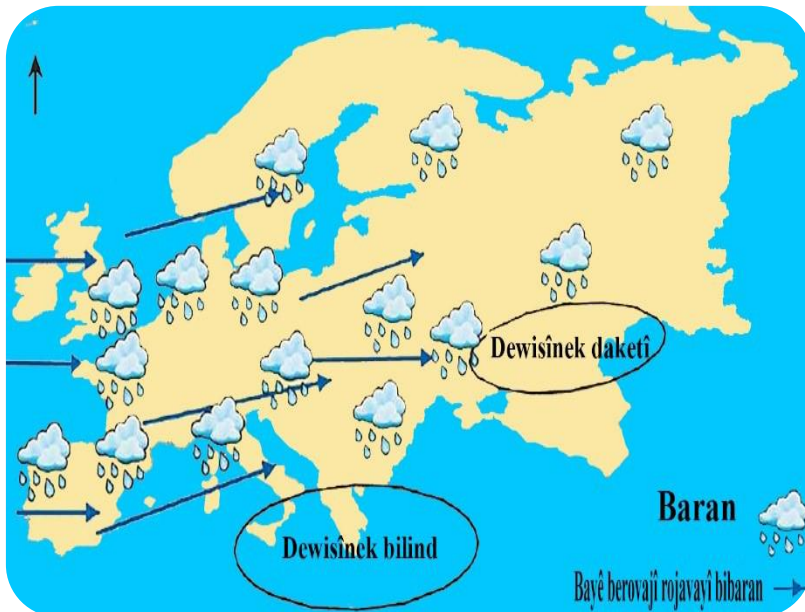 Dewisînek daketî
Dewisînek bilind
Baran
Bayê berovajî rojavayî bibaran